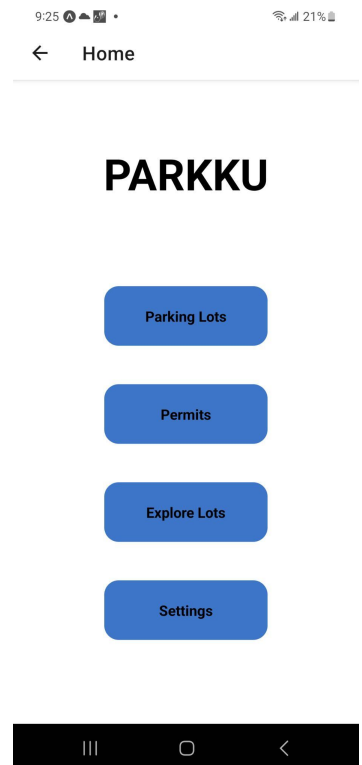 9:25
21%
Home
PARKKU
Parking Lots
Permits
Explore Lots
Settings